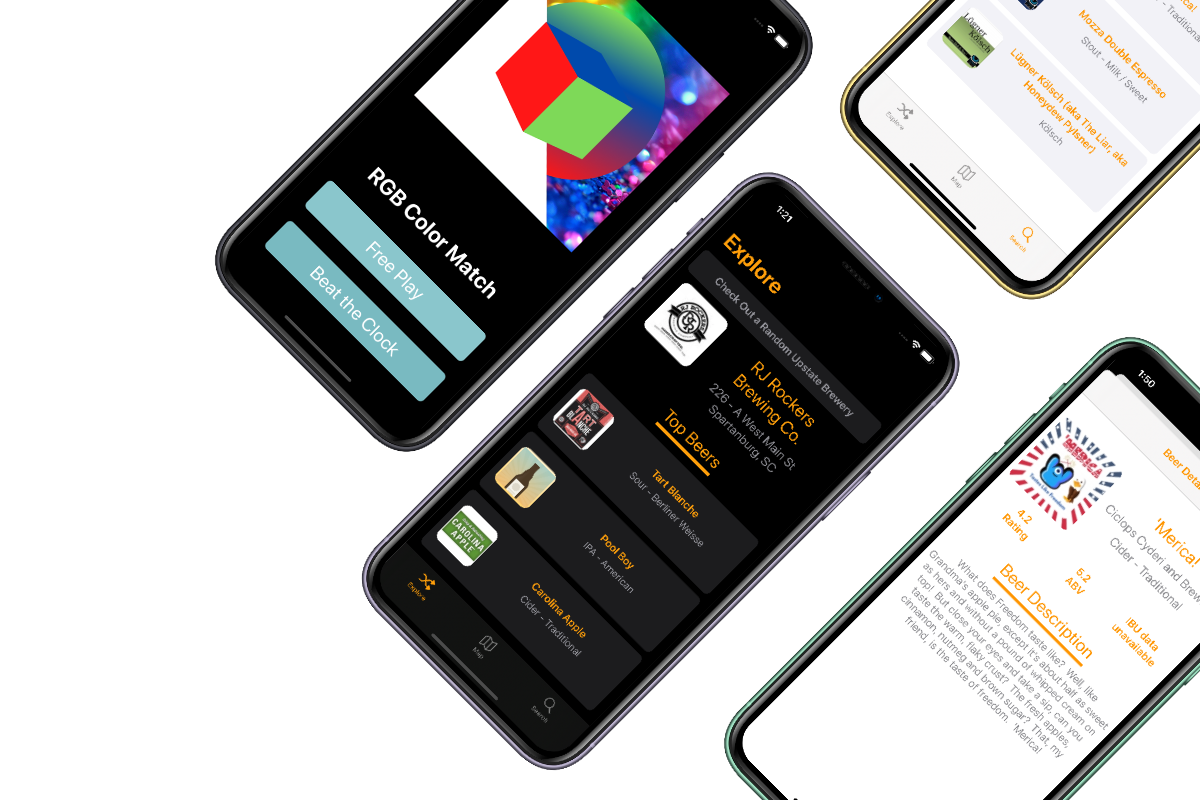 RGB Color Match
Free Play
Beat the Clock
Mozza Double Espresso
Stout - Milk / Sweet
Lügner
Kölsch
Lügner Kölsch (aka The Liar, aka
Honeydew Pylsner)
Kölsch
Explore
Map
Search
1:21
Explore
Check Out a Random Upstate Brewery
RJ Rockers
Brewing Co.
226 - A West Main St
Spartanburg, SC
Top Beers
TART
BLANCHE
Tart Blanche
Sour - Berliner Weisse
Pool Boy
IPA - American
CAROLINA
APPLE
Carolina Apple
Cider - Traditional
Explore
Map
Search
1:50
Beer Deta
'Merica!
Ciclops Cyderi and Brew
Cider - Traditional
4.2
Rating
5.2
ABV
IBU data
unavailable
Beer Description
What does Freedom taste like? Well, like
Grandma's apple pie, except it's about half as sweet
as hers and without a pound of whipped cream on
top! But close your eyes and take a sip, can you
taste the warm, flaky crust? The fresh apples,
cinnamon, nutmeg and brown sugar? That, my
friend, is the taste of freedom. 'Merica!